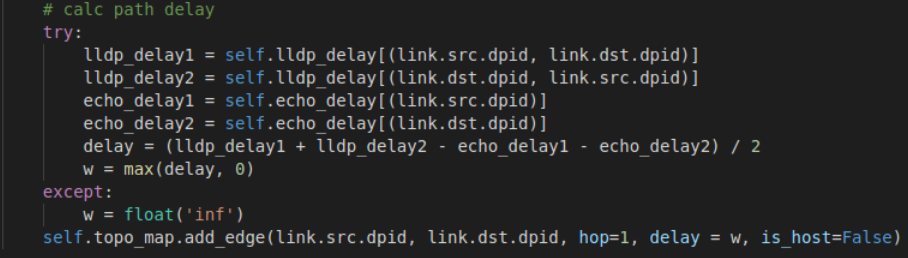 # calc path delay
try:
    lldp_delay1 = self.lldp_delay[(link.src.dpid, link.dst.dpid)]
    lldp_delay2 = self.lldp_delay[(link.dst.dpid, link.src.dpid)]
    echo_delay1 = self.echo_delay[(link.src.dpid)]
    echo_delay2 = self.echo_delay[(link.dst.dpid)]
    delay = (lldp_delay1 + lldp_delay2 - echo_delay1 - echo_delay2) / 2
    w = max(delay, 0)
except:
    w = float('inf')
self.topo_map.add_edge(link.src.dpid, link.dst.dpid, hop=1, delay = w, is_host=False)